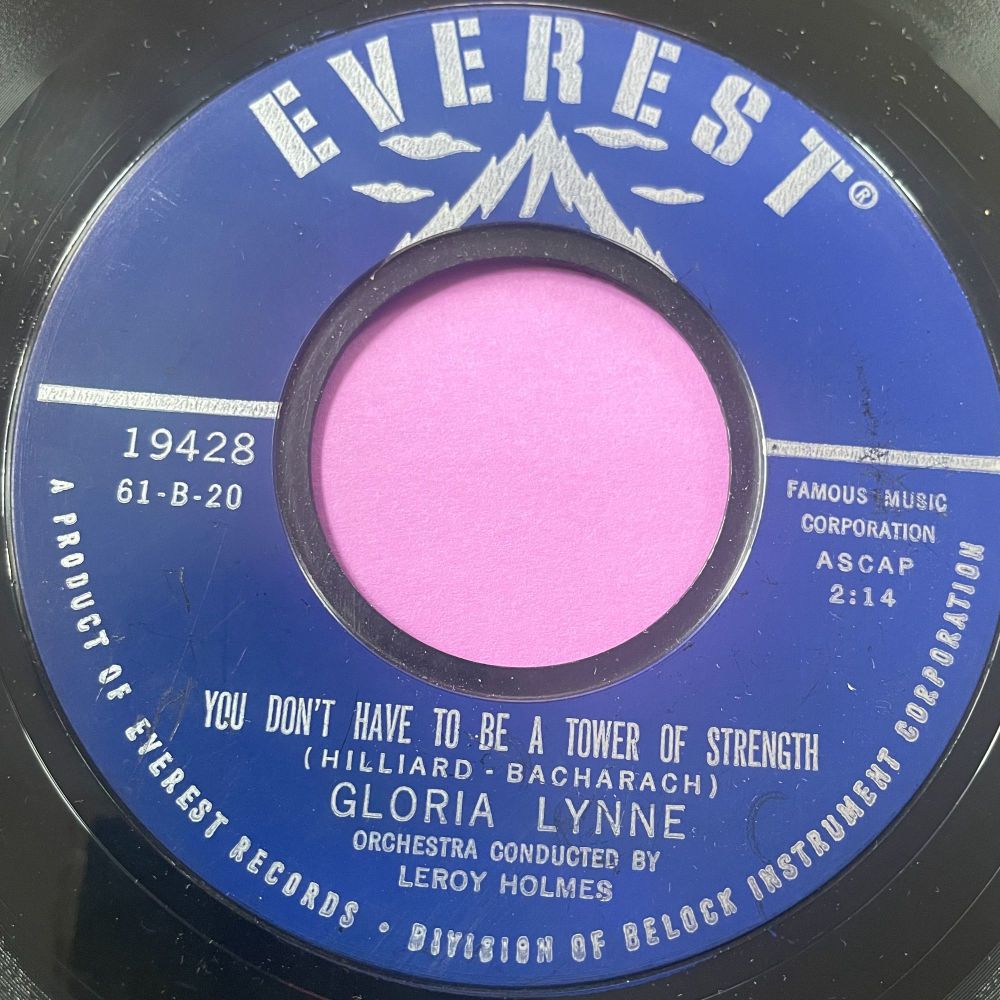 EVEREST®
19428
61-B-20
FAMOUS MUSIC
CORPORATION
ASCAP
2:14
YOU DON'T HAVE TO BE A TOWER OF STRENGTH
(HILLIARD - BACHARACH)
GLORIA LYNNE
ORCHESTRA CONDUCTED BY
LEROY HOLMES
A PRODUCT OF EVEREST RECORDS • DIVISION OF BELOCK INSTRUMENT CORPORATION